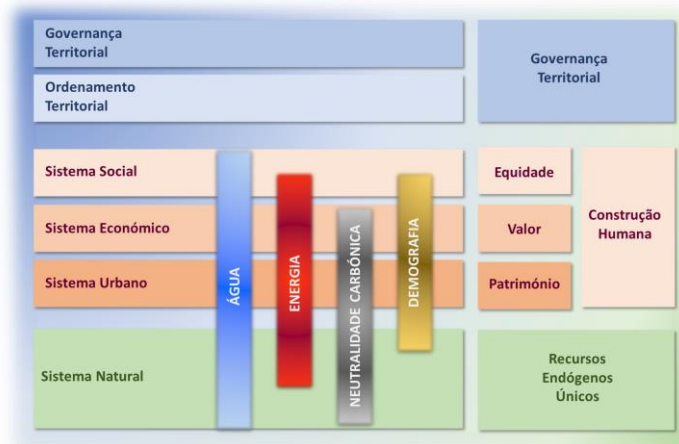 Governança
Territorial
Ordenamento
Territorial
Sistema Social
Sistema Económico
Sistema Urbano
Sistema Natural
ÁGUA
ENERGIA
NEUTRALIDADE CARBÓNICA
DEMOGRAFIA
Governança
Territorial
Equidade
Valor
Património
Construção
Humana
Recursos
Endógenos
Únicos